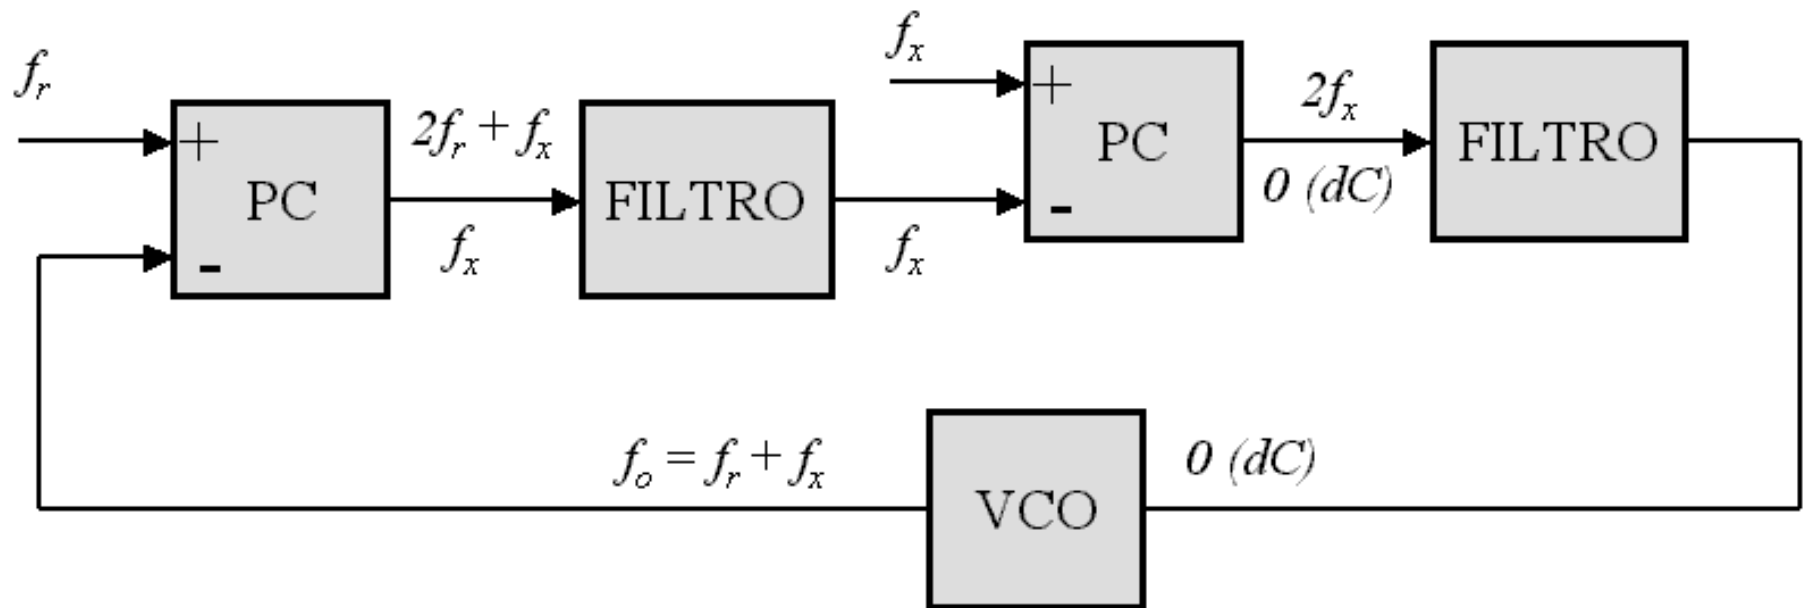 f_r
+
PC
-
2f_r + f_x
f_x
FILTRO
f_x
f_x
+
PC
-
2f_x
0 (dC)
FILTRO
f_o = f_r + f_x
VCO
0 (dC)